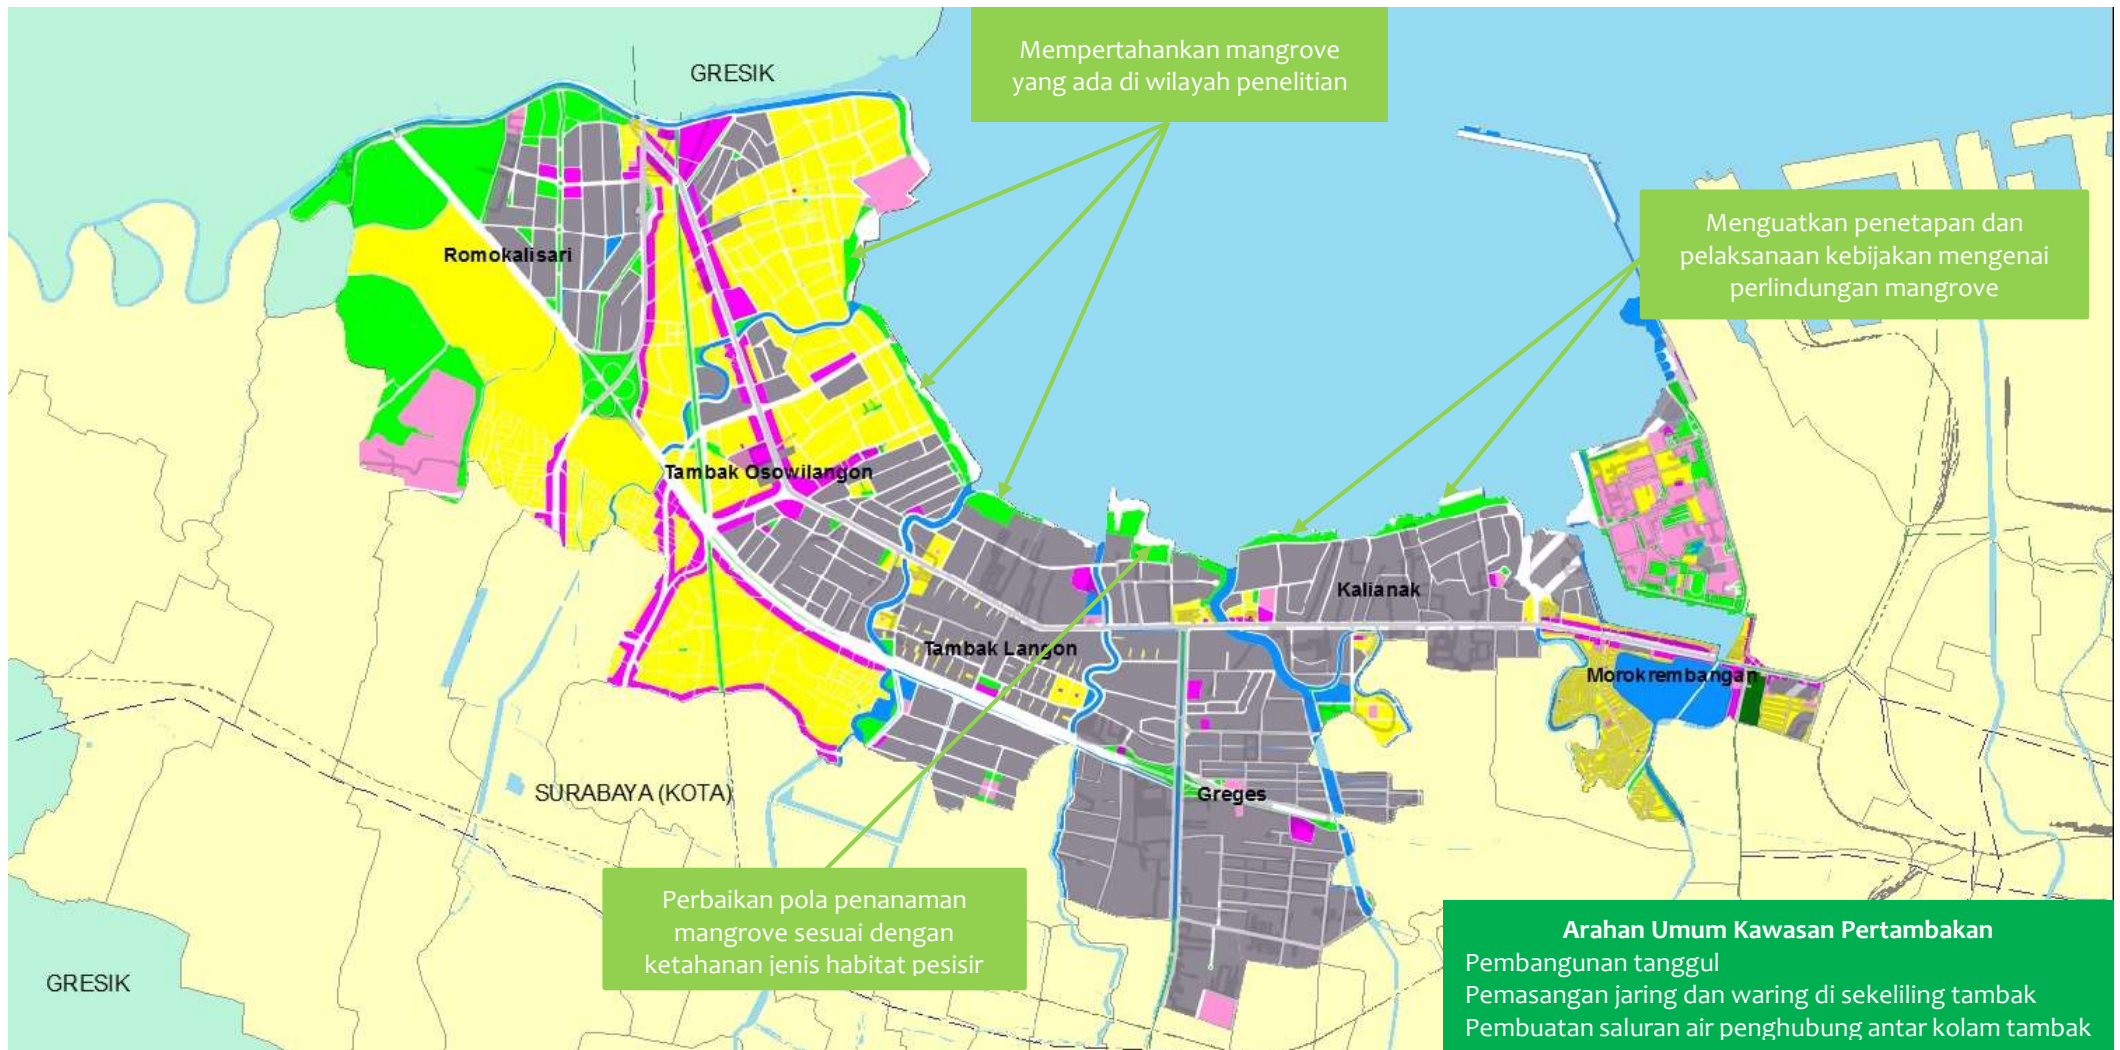 Mempertahankan mangrove
yang ada di wilayah penelitian
GRESIK
Menguatkan penetapan dan
pelaksanaan kebijakan mengenai
perlindungan mangrove
Romokalisari
Tambak Osowilangon
Kalianak
Tambak Langon
Morokrembangan
SURABAYA (KOTA)
Greges
Perbaikan pola penanaman
mangrove sesuai dengan
ketahanan jenis habitat pesisir
GRESIK
Arahan Umum Kawasan Pertambakan
Pembangunan tanggul
Pemasangan jaring dan waring di sekeliling tambak
Pembuatan saluran air penghubung antar kolam tambak